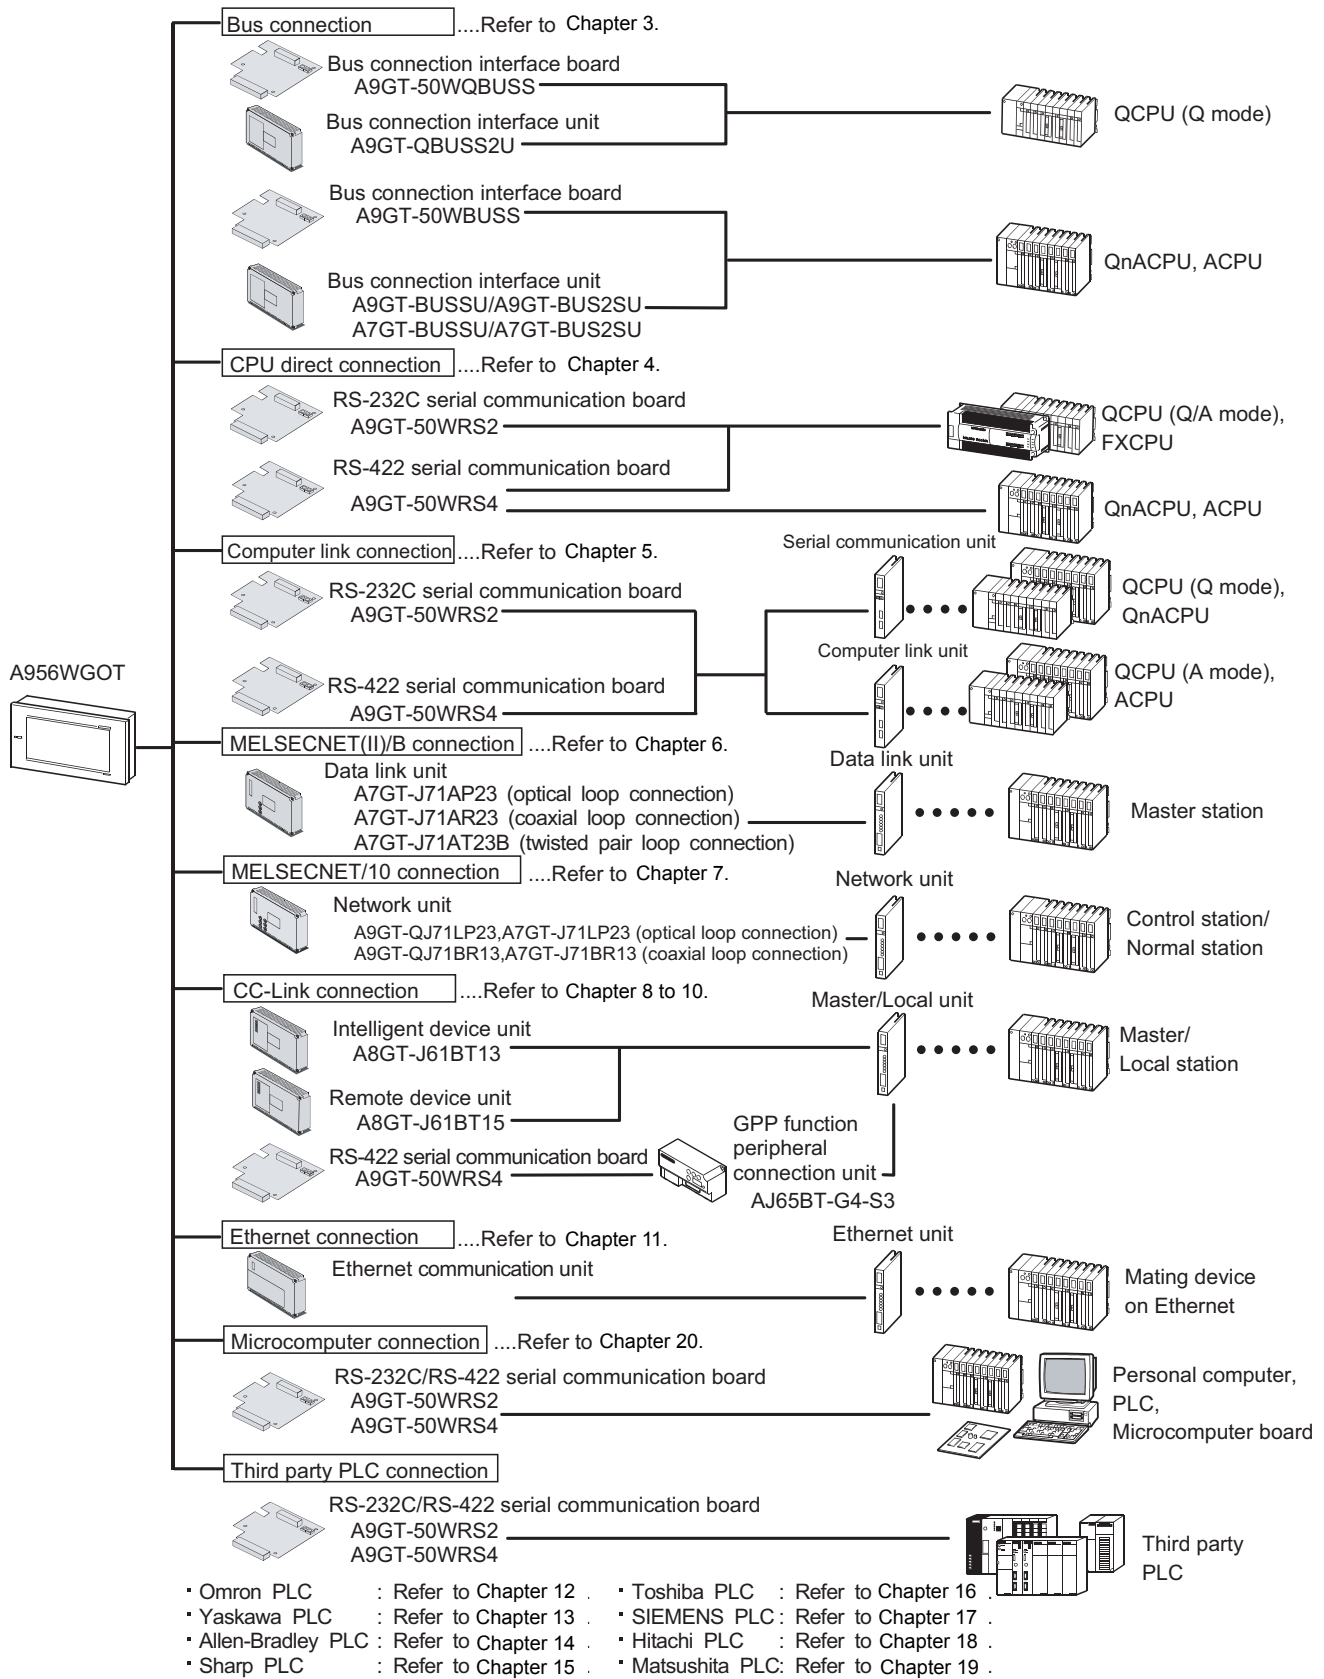 Bus connection ....Refer to Chapter 3.
Bus connection interface board
A9GT-50WQBUSS
QCPU (Q mode)
Bus connection interface unit
A9GT-QBUSS2U
Bus connection interface board
A9GT-50WBUSS
QnACPU, ACPU
Bus connection interface unit
A9GT-BUSSU/A9GT-BUS2SU
A7GT-BUSSU/A7GT-BUS2SU
CPU direct connection ....Refer to Chapter 4.
RS-232C serial communication board
A9GT-50WRS2
QCPU (Q/A mode),
FXCPU
RS-422 serial communication board
A9GT-50WRS4
QnACPU, ACPU
Computer link connection ....Refer to Chapter 5.
Serial communication unit
RS-232C serial communication board
A9GT-50WRS2
QCPU (Q mode),
QnACPU
Computer link unit
A956WGOT
RS-422 serial communication board
A9GT-50WRS4
QCPU (A mode),
ACPU
MELSECNET(II)/B connection ....Refer to Chapter 6.
Data link unit
Data link unit
A7GT-J71AP23 (optical loop connection)
A7GT-J71AR23 (coaxial loop connection)
A7GT-J71AT23B (twisted pair loop connection)
Master station
MELSECNET/10 connection ....Refer to Chapter 7.
Network unit
Network unit
A9GT-QJ71LP23,A7GT-J71LP23 (optical loop connection)
A9GT-QJ71BR13,A7GT-J71BR13 (coaxial loop connection)
Control station/
Normal station
CC-Link connection ....Refer to Chapter 8 to 10.
Master/Local unit
Intelligent device unit
A8GT-J61BT13
Master/
Local station
Remote device unit
A8GT-J61BT15
GPP function
peripheral
connection unit
AJ65BT-G4-S3
RS-422 serial communication board
A9GT-50WRS4
Ethernet connection ....Refer to Chapter 11.
Ethernet unit
Ethernet communication unit
Mating device
on Ethernet
Microcomputer connection ....Refer to Chapter 20.
RS-232C/RS-422 serial communication board
A9GT-50WRS2
A9GT-50WRS4
Personal computer,
PLC,
Microcomputer board
Third party PLC connection
RS-232C/RS-422 serial communication board
A9GT-50WRS2
A9GT-50WRS4
Third party
PLC
· Omron PLC : Refer to Chapter 12 .
· Yaskawa PLC : Refer to Chapter 13 .
· Allen-Bradley PLC : Refer to Chapter 14 .
· Sharp PLC : Refer to Chapter 15 .
· Toshiba PLC : Refer to Chapter 16 .
· SIEMENS PLC : Refer to Chapter 17 .
· Hitachi PLC : Refer to Chapter 18 .
· Matsushita PLC: Refer to Chapter 19 .